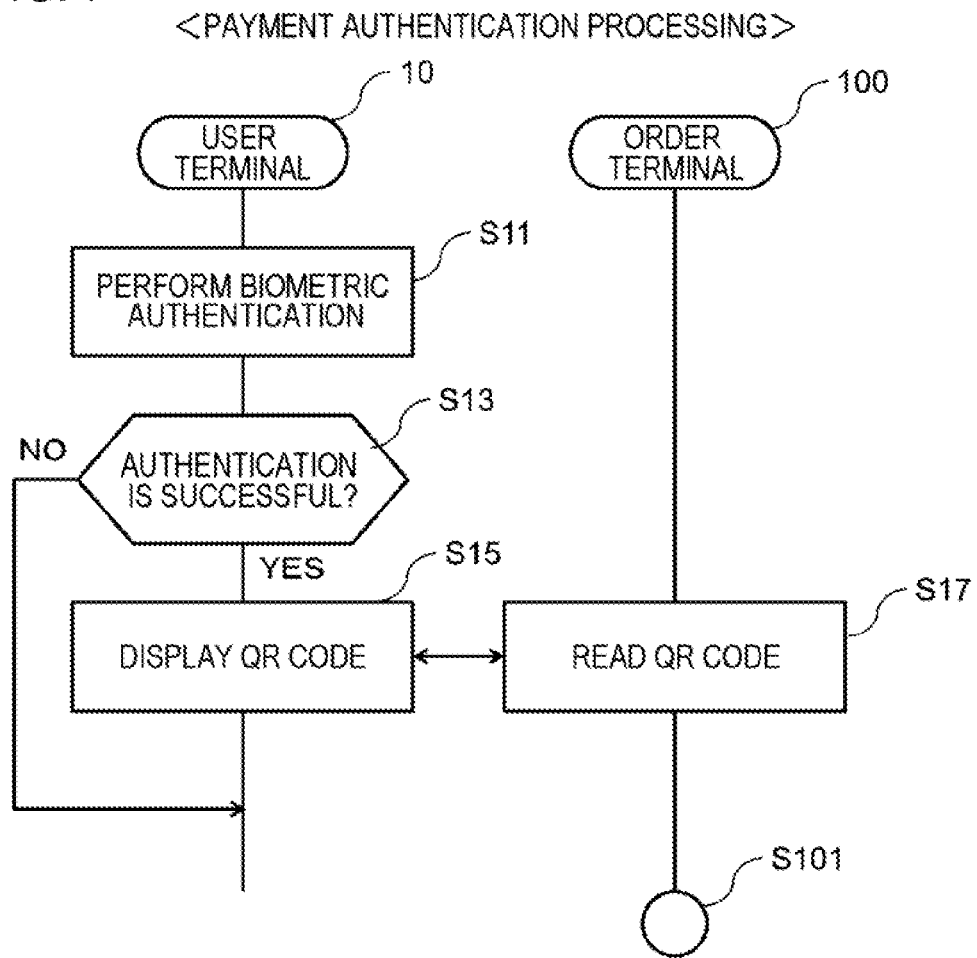 <PAYMENT AUTHENTICATION PROCESSING>
10
100
USER
TERMINAL
ORDER
TERMINAL
S11
PERFORM BIOMETRIC
AUTHENTICATION
S13
NO
AUTHENTICATION
IS SUCCESSFUL?
YES
S15
S17
DISPLAY QR CODE
READ QR CODE
S101